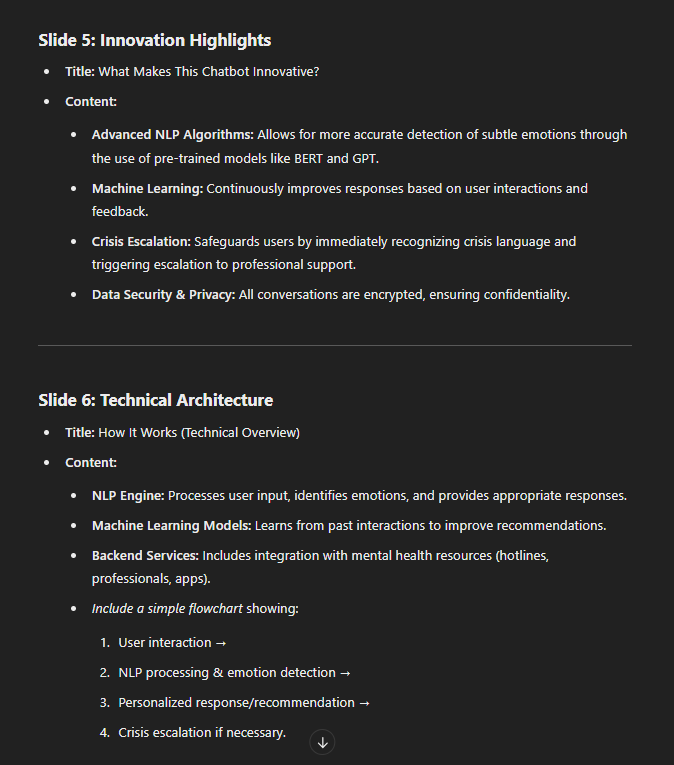 Slide 5: Innovation Highlights
• Title: What Makes This Chatbot Innovative?
• Content:
• Advanced NLP Algorithms: Allows for more accurate detection of subtle emotions through
the use of pre-trained models like BERT and GPT.
• Machine Learning: Continuously improves responses based on user interactions and
feedback.
• Crisis Escalation: Safeguards users by immediately recognizing crisis language and
triggering escalation to professional support.
• Data Security & Privacy: All conversations are encrypted, ensuring confidentiality.
Slide 6: Technical Architecture
• Title: How It Works (Technical Overview)
• Content:
• NLP Engine: Processes user input, identifies emotions, and provides appropriate responses.
• Machine Learning Models: Learns from past interactions to improve recommendations.
• Backend Services: Includes integration with mental health resources (hotlines,
professionals, apps).
• Include a simple flowchart showing:
1. User interaction →
2. NLP processing & emotion detection →
3. Personalized response/recommendation →
4. Crisis escalation if necessary.